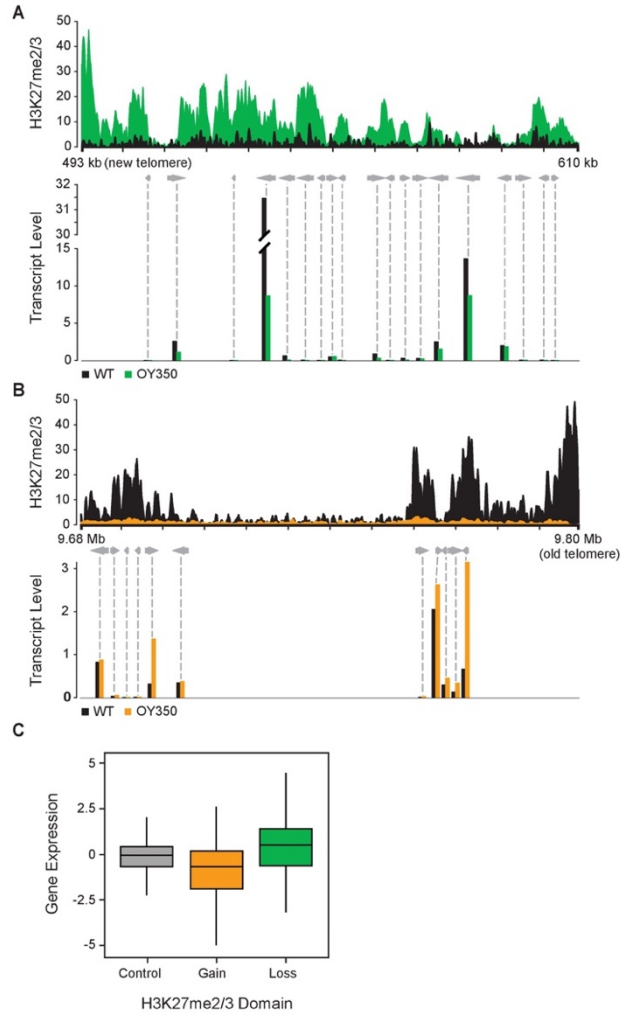 A
H3K27me2/3
50
40
30
20
10
0
493 kb (new telomere)
610 kb
Transcript Level
32
31
30
15
10
5
0
WT OY350
B
H3K27me2/3
50
40
30
20
10
0
9.68 Mb
9.80 Mb
(old telomere)
Transcript Level
3
2
1
0
WT OY350
C
Gene Expression
5
2.5
0
-2.5
-5
Control Gain Loss
H3K27me2/3 Domain